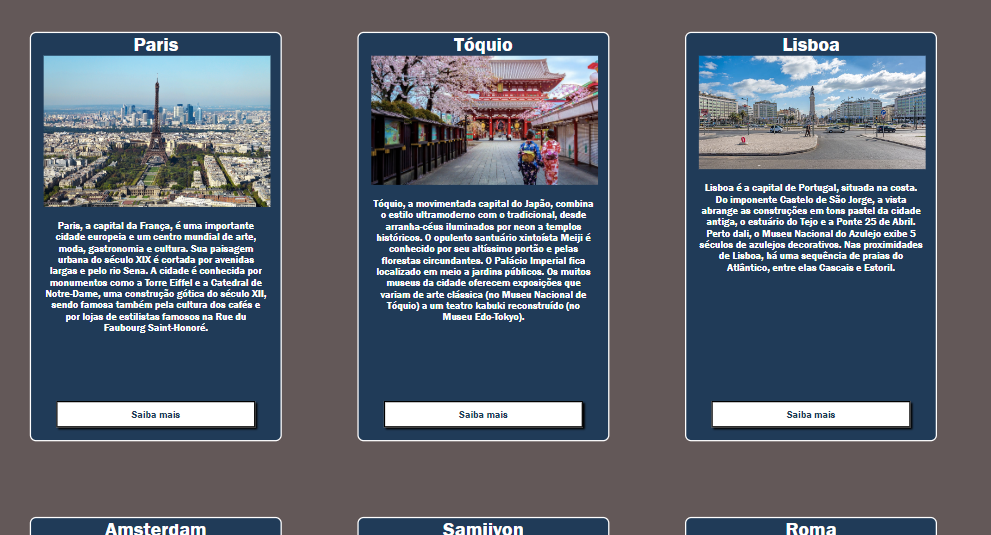 Paris
Paris, a capital da França, é uma importante
cidade europeia e um centro mundial de arte,
moda, gastronomia e cultura. Sua paisagem
urbana do século XIX é cortada por avenidas
largas e pelo rio Sena. A cidade é conhecida por
monumentos como a Torre Eiffel e a Catedral de
Notre-Dame, uma construção gótica do século XII,
sendo famosa também pela cultura dos cafés e
por lojas de estilistas famosos na Rue du
Faubourg Saint-Honoré.
Saiba mais
Tóquio
Tóquio, a movimentada capital do Japão, combina
o estilo ultramoderno com o tradicional, desde
arranha-céus iluminados por neon a templos
históricos. O opulento santuário xintoísta Meiji é
conhecido por seu altíssimo portão e pelas
florestas circundantes. O Palácio Imperial fica
localizado em meio a jardins públicos. Os muitos
museus da cidade oferecem exposições que
variam de arte clássica (no Museu Nacional de
Tóquio) a um teatro kabuki reconstruído (no
Museu Edo-Tokyo).
Saiba mais
Lisboa
Lisboa é a capital de Portugal, situada na costa.
Do imponente Castelo de São Jorge, a vista
abrange as construções em tons pastel da cidade
antiga, o estuário do Tejo e a Ponte 25 de Abril.
Perto dali, o Museu Nacional do Azulejo exibe 5
séculos de azulejos decorativos. Nas proximidades
de Lisboa, há uma sequência de praias do
Atlântico, entre elas Cascais e Estoril.
Saiba mais
Amsterdam
Samjiyon
Roma